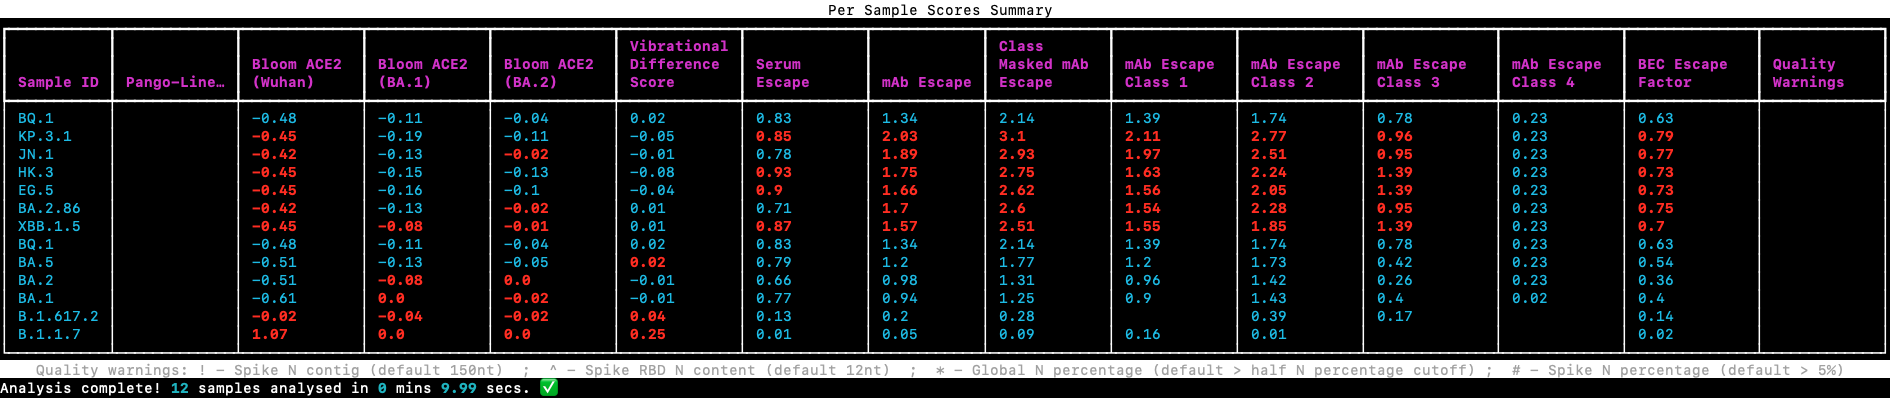 Per Sample Scores Summary
Vibrational Class
Bloom ACE2 Bloom ACE2 Bloom ACE2 Difference Serum Masked mAb mAb Escape mAb Escape mAb Escape mAb Escape BEC Escape Quality
Sample ID Pango-Line… (Wuhan) (BA.1) (BA.2) Score Escape mAb Escape Escape Class 1 Class 2 Class 3 Class 4 Factor Warnings
BQ.1 -0.48 -0.11 -0.04 0.02 0.83 1.34 2.14 1.39 1.74 0.78 0.23 0.63
KP.3.1 -0.45 -0.19 -0.11 -0.05 0.85 2.03 3.1 2.11 2.77 0.96 0.23 0.79
JN.1 -0.42 -0.13 -0.02 -0.01 0.78 1.89 2.93 1.97 2.51 0.95 0.23 0.77
HK.3 -0.45 -0.15 -0.13 -0.08 0.93 1.75 2.75 1.63 2.24 1.39 0.23 0.73
EG.5 -0.45 -0.16 -0.1 -0.04 0.9 1.66 2.62 1.56 2.05 1.39 0.23 0.73
BA.2.86 -0.42 -0.13 -0.02 0.01 0.71 1.7 2.6 1.54 2.28 0.95 0.23 0.75
XBB.1.5 -0.45 -0.08 -0.01 0.01 0.87 1.57 2.51 1.55 1.85 1.39 0.23 0.7
BQ.1 -0.48 -0.11 -0.04 0.02 0.83 1.34 2.14 1.39 1.74 0.78 0.23 0.63
BA.5 -0.51 -0.13 -0.05 0.02 0.79 1.2 1.77 1.2 1.73 0.42 0.23 0.54
BA.2 -0.51 -0.08 0.0 -0.01 0.66 0.98 1.31 0.96 1.42 0.26 0.23 0.36
BA.1 -0.61 0.0 -0.02 -0.01 0.77 0.94 1.25 0.9 1.43 0.4 0.02 0.4
B.1.617.2 -0.02 -0.04 -0.02 0.04 0.13 0.2 0.28 0.39 0.17 0.14
B.1.1.7 1.07 0.0 0.0 0.25 0.01 0.05 0.09 0.16 0.01 0.02
Quality warnings: ! - Spike N contig (default 150nt) ; ^ - Spike RBD N content (default 12nt) ; * - Global N percentage (default > half N percentage cutoff) ; # - Spike N percentage (default > 5%)
Analysis complete! 12 samples analysed in 0 mins 9.99 secs. ✅